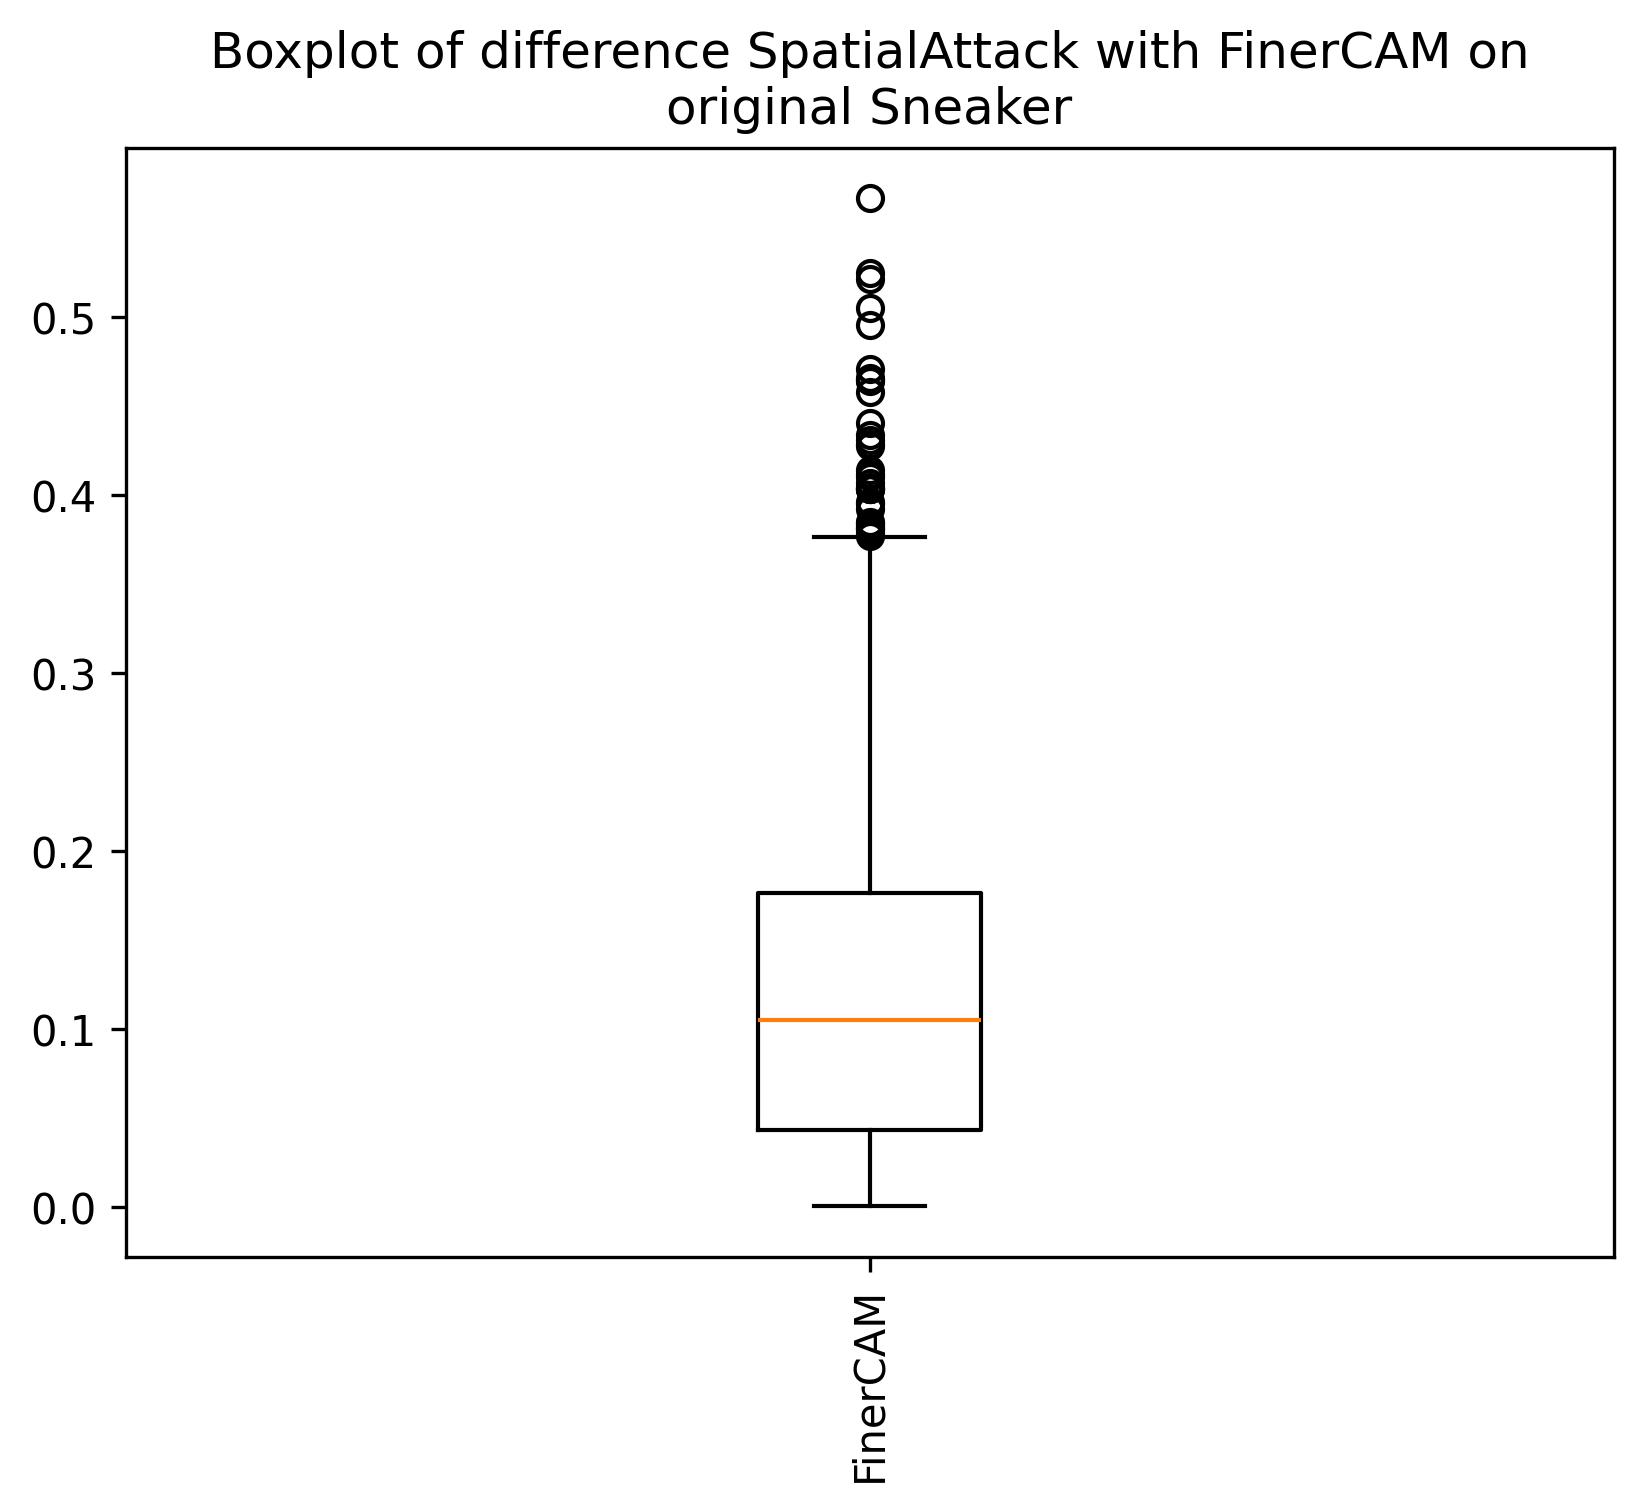 Boxplot of difference SpatialAttack with FinerCAM on
original Sneaker
0.5
0.4
0.3
0.2
0.1
0.0
FinerCAM